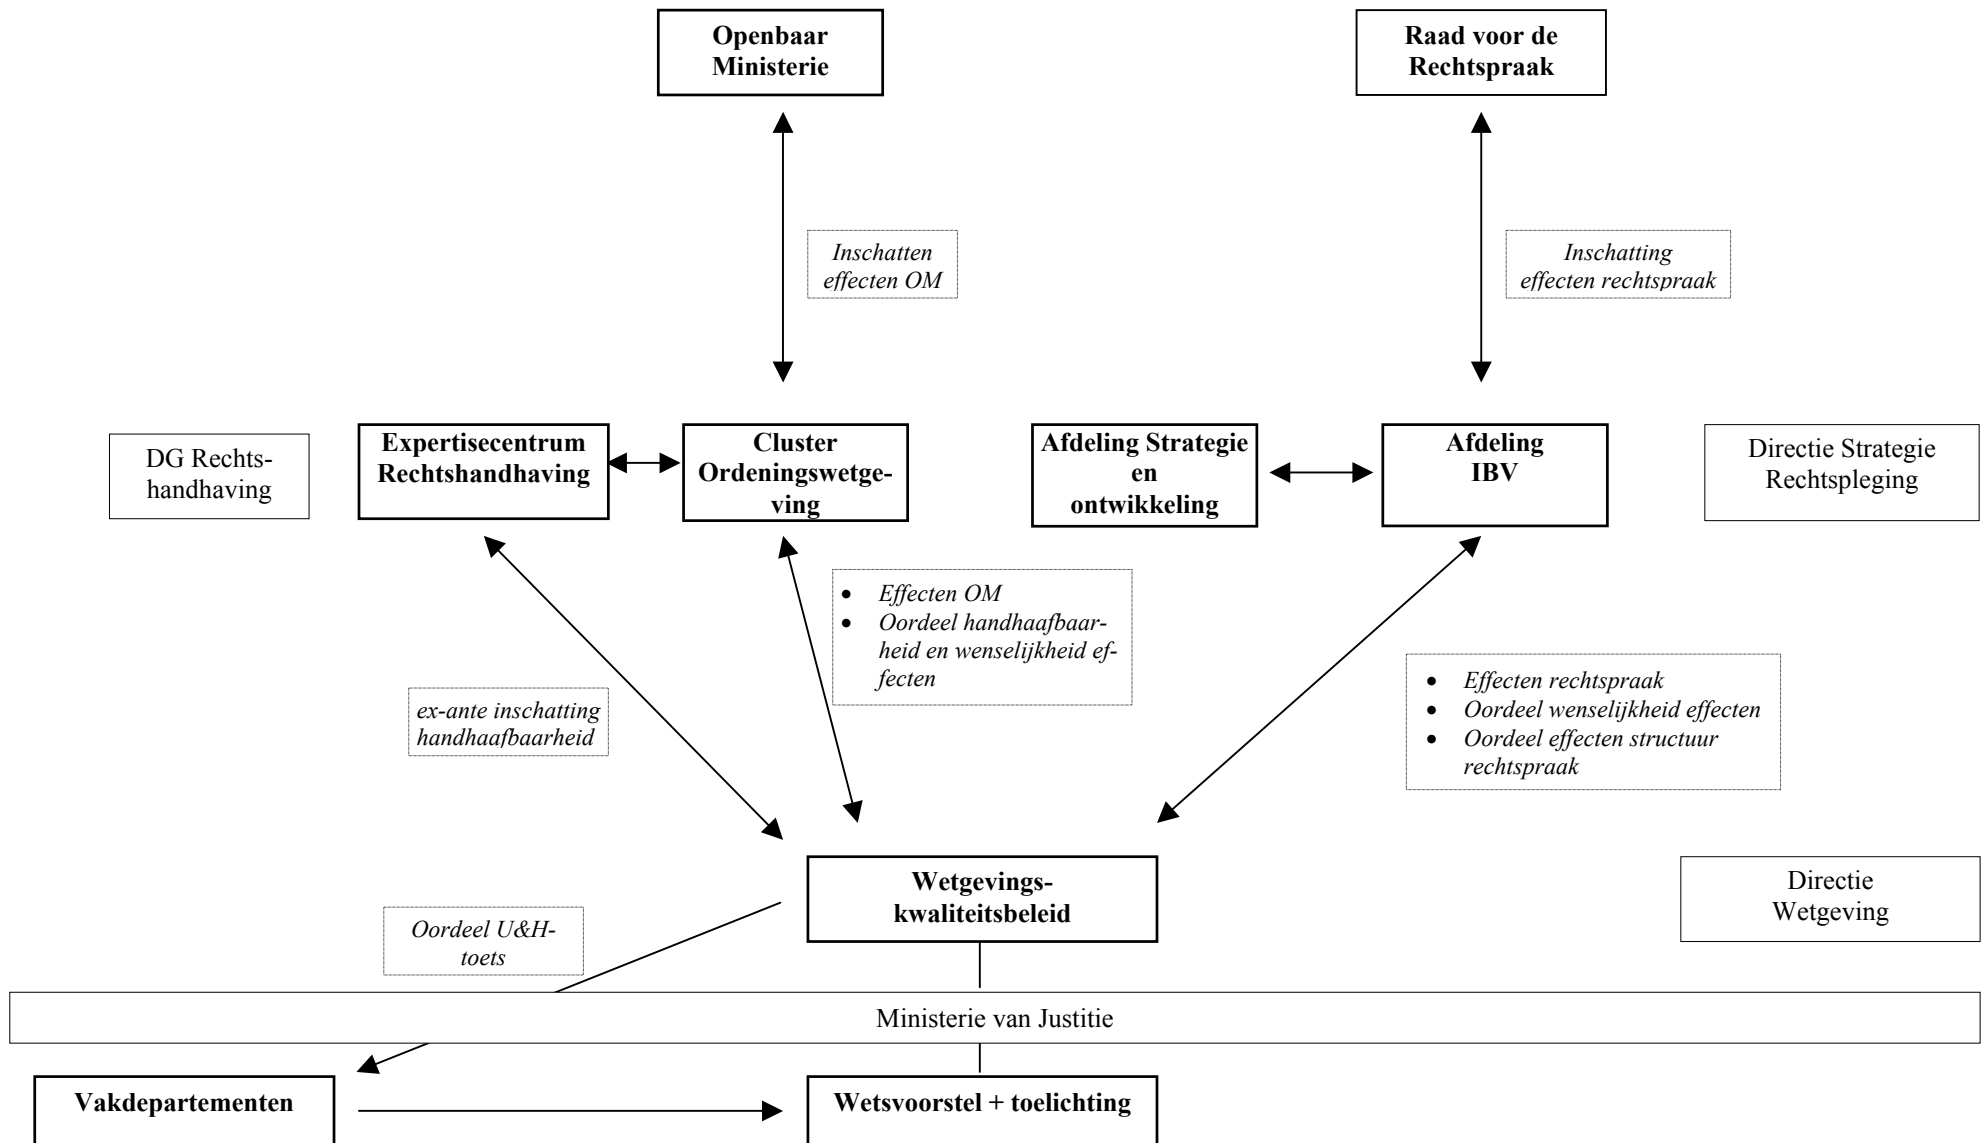 Openbaar
Ministerie
Raad voor de
Rechtspraak
Inschatten
effecten OM
Inschatting
effecten rechtspraak
DG Rechts-
handhaving
Expertisecentrum
Rechtshandhaving
Cluster
Ordeningswetge-
ving
Afdeling Strategie
en
ontwikkeling
Afdeling
IBV
Directie Strategie
Rechtspleging
• Effecten OM
• Oordeel handhaafbaar-
heid en wenselijkheid ef-
fecten
ex-ante inschatting
handhaafbaarheid
• Effecten rechtspraak
• Oordeel wenselijkheid effecten
• Oordeel effecten structuur
rechtspraak
Wetgevings-
kwaliteitsbeleid
Directie
Wetgeving
Oordeel U&H-
toets
Ministerie van Justitie
Vakdepartementen
Wetsvoorstel + toelichting